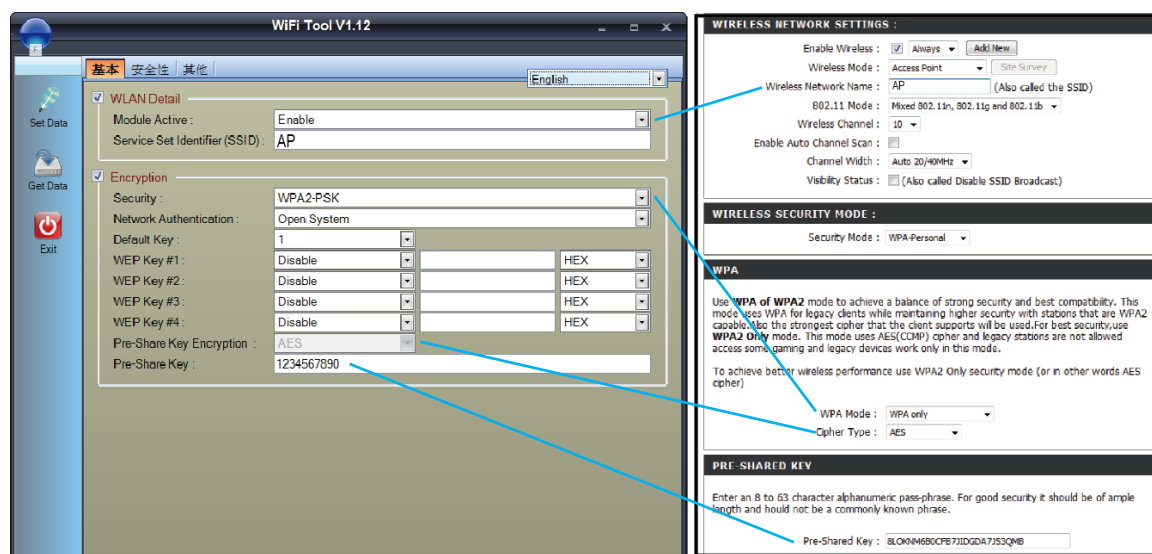 WiFi Tool V1.12
F
基本 安全性 其他
English
Set Data
Get Data
Exit
WLAN Detail
Module Active : Enable
Service Set Identifier (SSID) : AP
Encryption
Security : WPA2-PSK
Network Authentication : Open System
Default Key : 1
WEP Key #1 : Disable HEX
WEP Key #2 : Disable HEX
WEP Key #3 : Disable HEX
WEP Key #4 : Disable HEX
Pre-Share Key Encryption : AES
Pre-Share Key : 1234567890
WIRELESS NETWORK SETTINGS :
Enable Wireless : Always Add New
Wireless Mode : Access Point Site Survey
Wireless Network Name : AP (Also called the SSID)
802.11 Mode : Mixed 802.11n, 802.11g and 802.11b
Wireless Channel : 10
Enable Auto Channel Scan :
Channel Width : Auto 20/40MHz
Visibility Status : (Also called Disable SSID Broadcast)
WIRELESS SECURITY MODE :
Security Mode : WPA-Personal
WPA
Use WPA of WPA2 mode to achieve a balance of strong security and best compatibility. This
mode uses WPA for legacy clients while maintaining higher security with stations that are WPA2
capable.Also the strongest cipher that the client supports will be used.For best security,use
WPA2 Only mode. This mode uses AES(CCMP) cipher and legacy stations are not allowed
access some gaming and legacy devices work only in this mode.
To achieve better wireless performance use WPA2 Only security mode (or in other words AES
cipher)
WPA Mode : WPA only
Cipher Type : AES
PRE-SHARED KEY
Enter an 8 to 63 character alphanumeric pass-phrase. For good security it should be of ample
length and hould not be a commonly known phrase.
Pre-Shared Key : 8LOKNM6B0CFB7JIDGDA7J53QMB